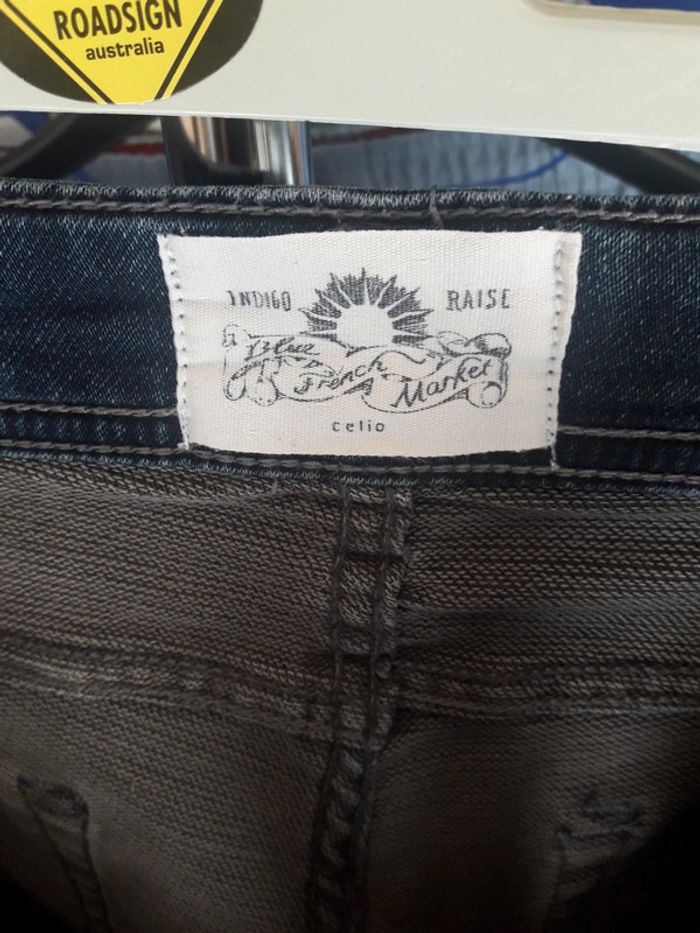 ROADSIGN
australia
INDIGO RAISE
Blue
French
Market
celio